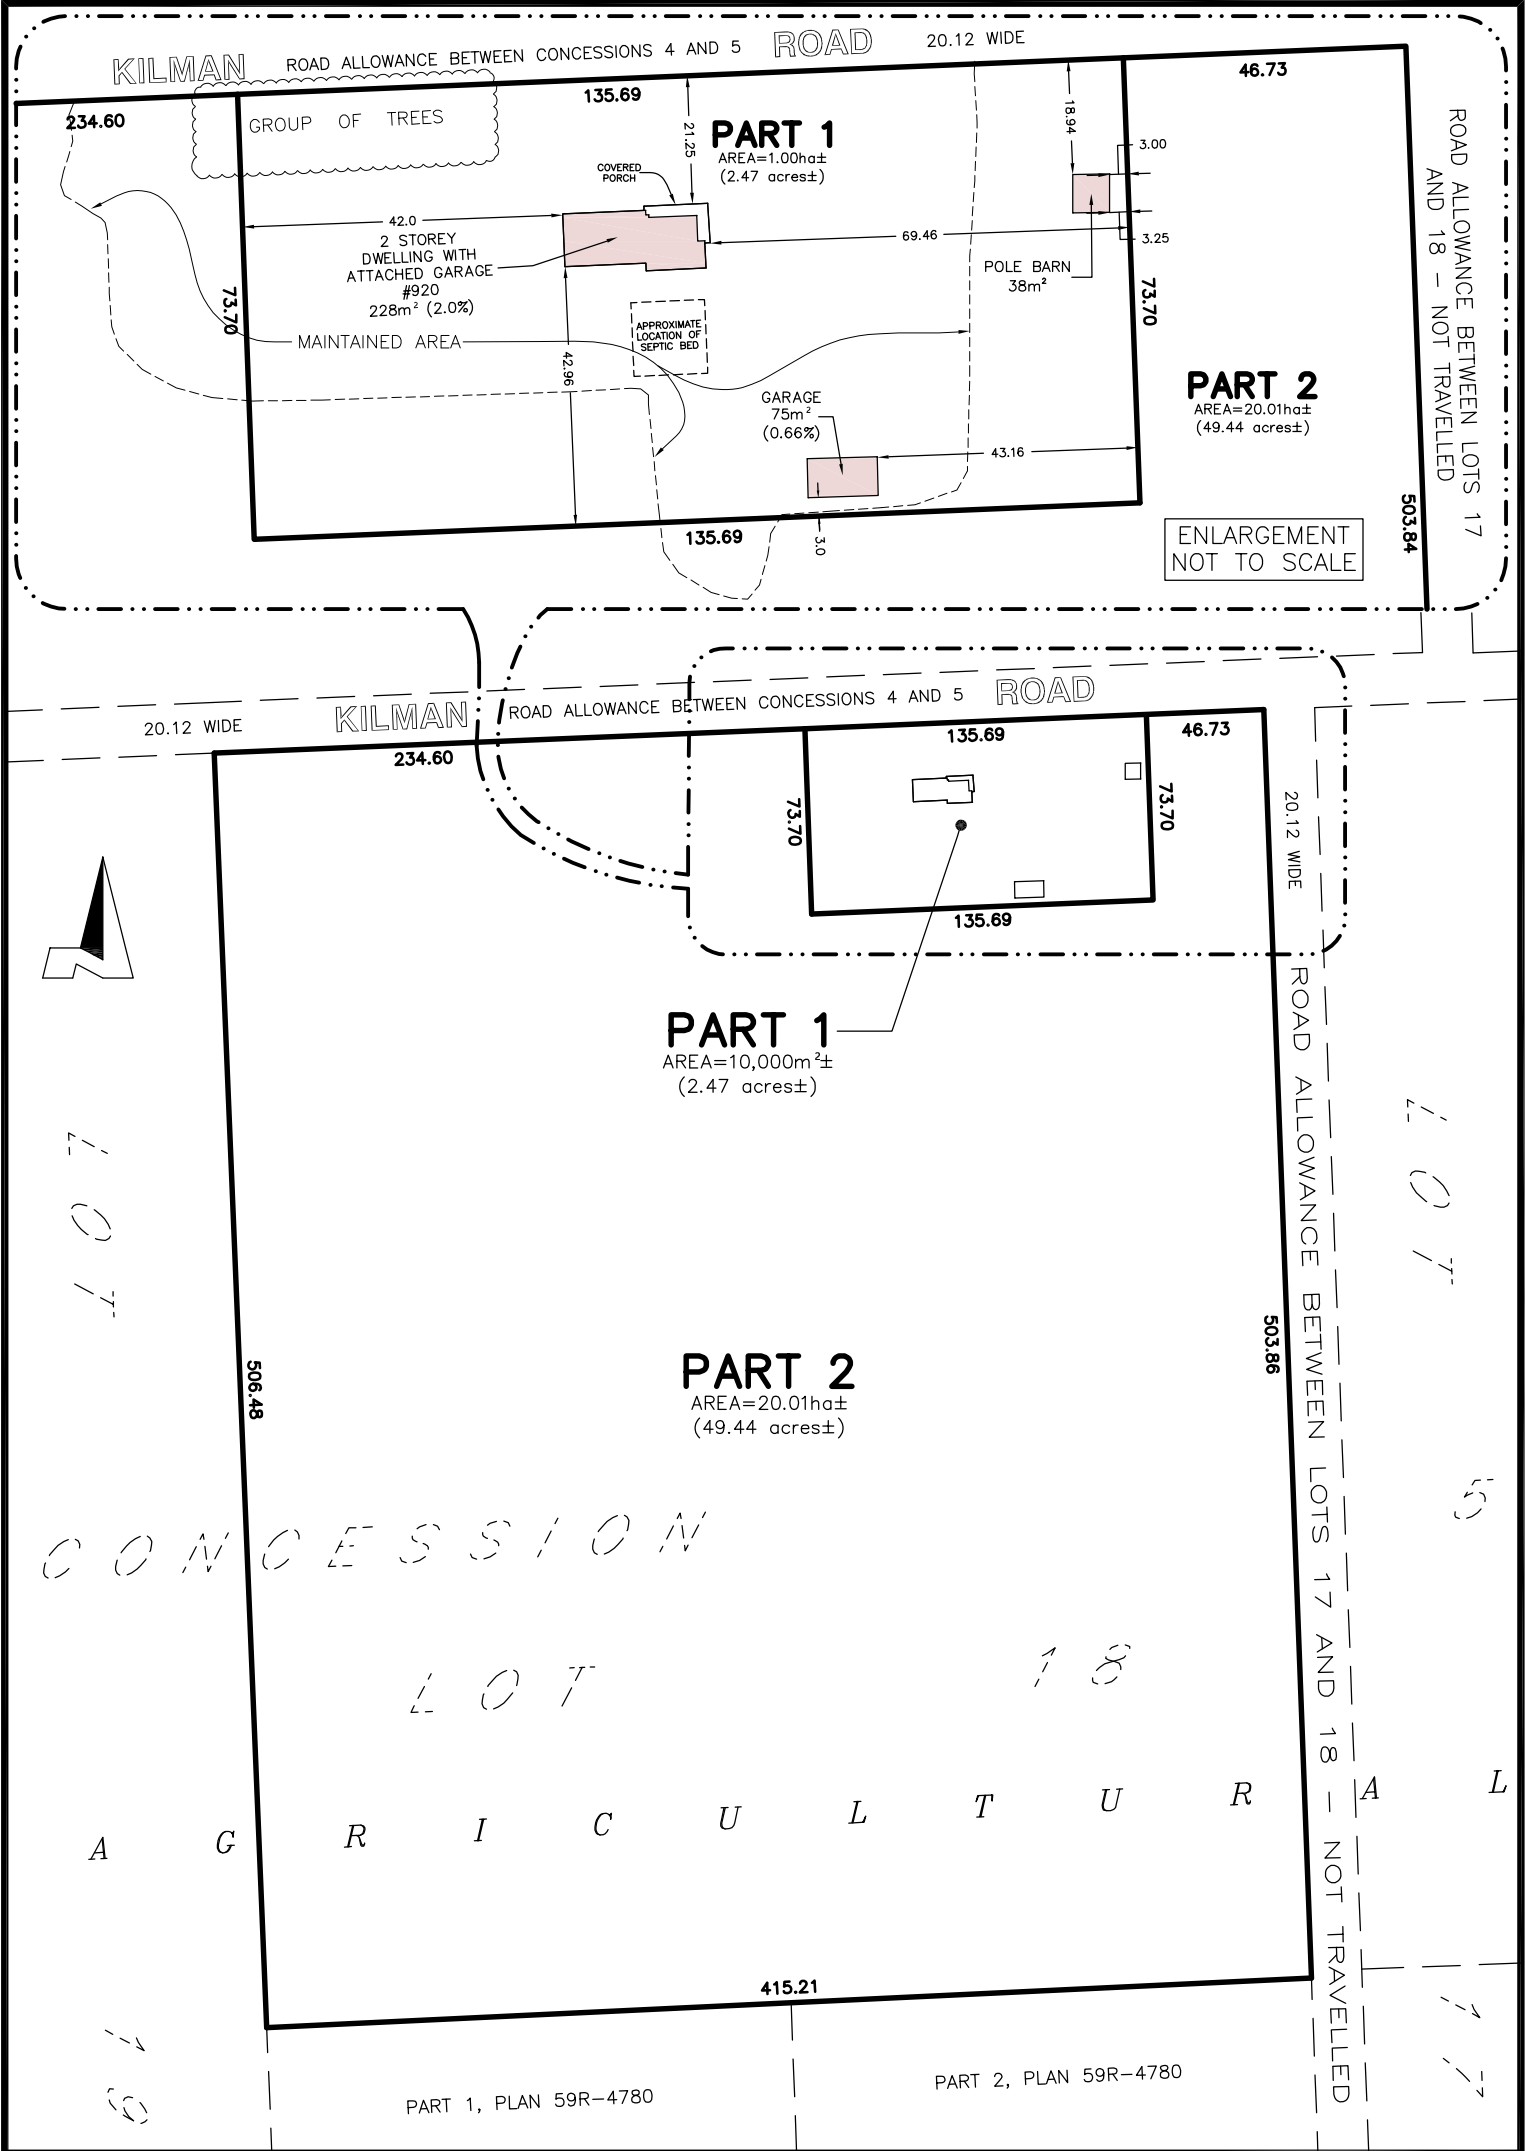 KILMAN ROAD ALLOWANCE BETWEEN CONCESSIONS 4 AND 5 ROAD 20.12 WIDE
234.60
135.69
46.73
GROUP OF TREES
21.25
PART 1
AREA=1.00ha±
(2.47 acres±)
18.94
3.00
COVERED
PORCH
42.0
2 STOREY
DWELLING WITH
ATTACHED GARAGE
#920
228m² (2.0%)
69.46
3.25
POLE BARN
38m²
73.70
73.70
MAINTAINED AREA
APPROXIMATE
LOCATION OF
SEPTIC BED
42.96
GARAGE
75m²
(0.66%)
43.16
135.69
3.0
PART 2
AREA=20.01ha±
(49.44 acres±)
ROAD ALLOWANCE BETWEEN LOTS 17
AND 18 - NOT TRAVELLED
503.84
ENLARGEMENT
NOT TO SCALE
20.12 WIDE KILMAN ROAD ALLOWANCE BETWEEN CONCESSIONS 4 AND 5 ROAD
234.60
135.69
46.73
73.70
73.70
135.69
20.12 WIDE
PART 1
AREA=10,000m²±
(2.47 acres±)
ROAD ALLOWANCE BETWEEN LOTS 17 AND 18 - NOT TRAVELLED
LOT
LOT
506.48
503.86
PART 2
AREA=20.01ha±
(49.44 acres±)
CONCESSION 5
LOT 18
AGRICULTURAL
415.21
19
17
PART 1, PLAN 59R-4780
PART 2, PLAN 59R-4780